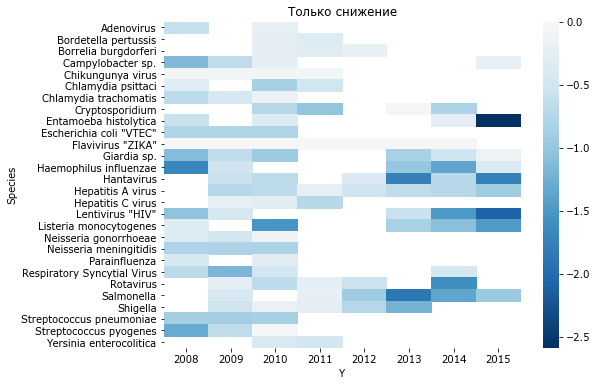 Только снижение
Species
Adenovirus
Bordetella pertussis
Borrelia burgdorferi
Campylobacter sp.
Chikungunya virus
Chlamydia psittaci
Chlamydia trachomatis
Cryptosporidium
Entamoeba histolytica
Escherichia coli "VTEC"
Flavivirus "ZIKA"
Giardia sp.
Haemophilus influenzae
Hantavirus
Hepatitis A virus
Hepatitis C virus
Lentivirus "HIV"
Listeria monocytogenes
Neisseria gonorrhoeae
Neisseria meningitidis
Parainfluenza
Respiratory Syncytial Virus
Rotavirus
Salmonella
Shigella
Streptococcus pneumoniae
Streptococcus pyogenes
Yersinia enterocolitica
2008 2009 2010 2011 2012 2013 2014 2015
Y
0.0
−0.5
−1.0
−1.5
−2.0
−2.5